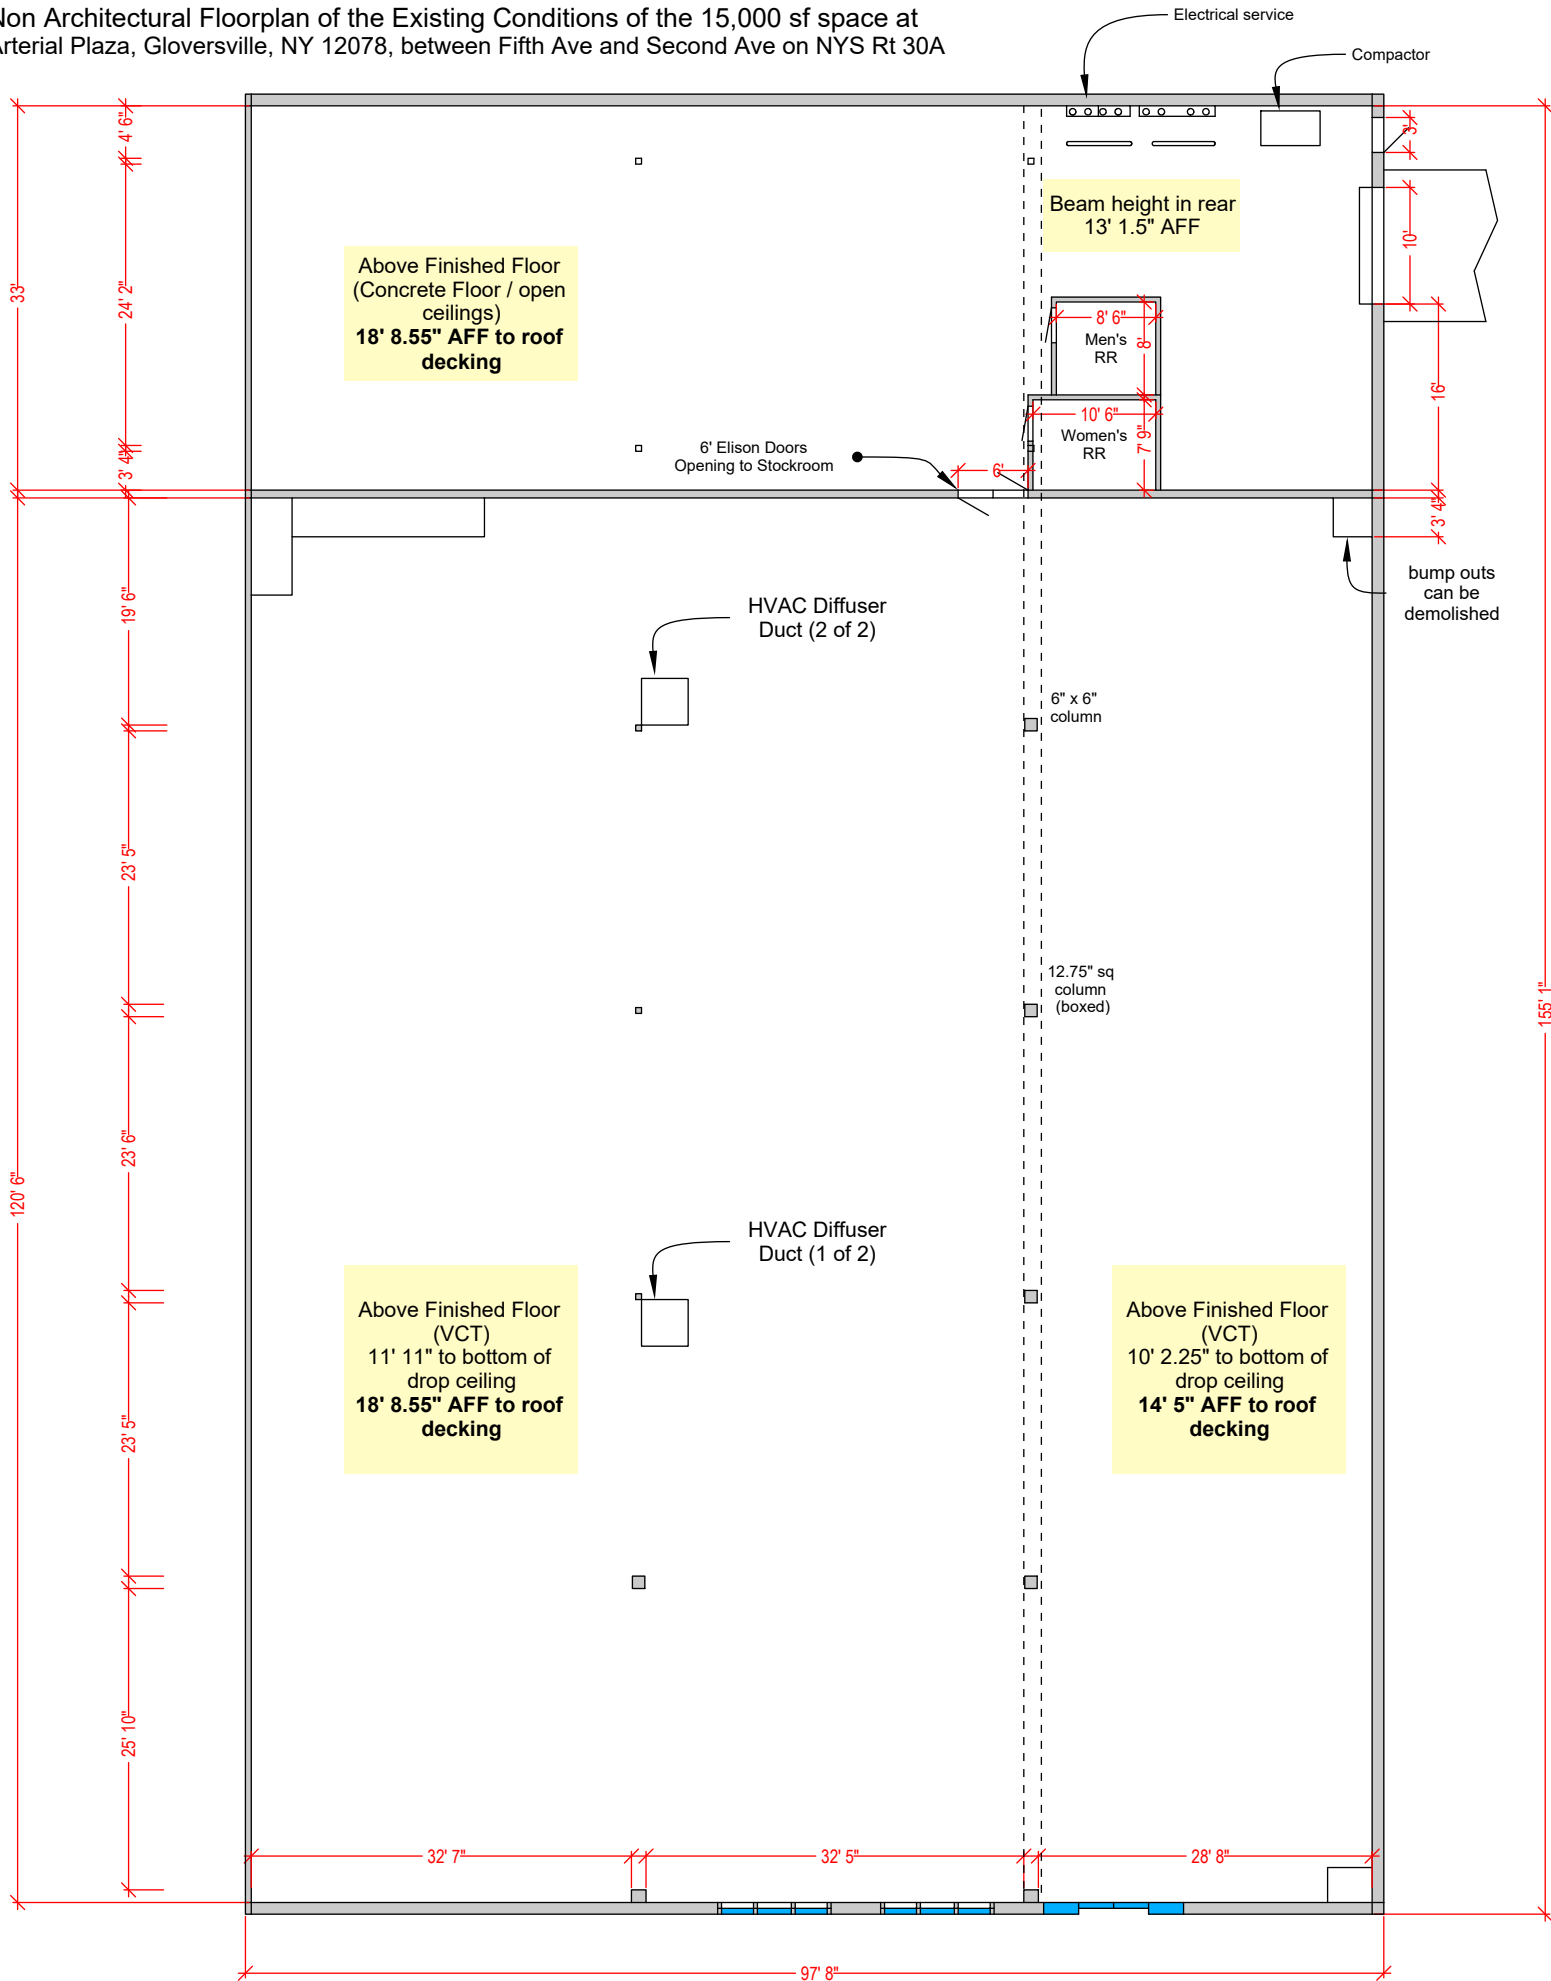 Non Architectural Floorplan of the Existing Conditions of the 15,000 sf space at
Arterial Plaza, Gloversville, NY 12078, between Fifth Ave and Second Ave on NYS Rt 30A
Electrical service
Compactor
4' 6"
3'
Beam height in rear
13' 1.5" AFF
10'
Above Finished Floor
(Concrete Floor / open
ceilings)
18' 8.55" AFF to roof
decking
33'
24' 2"
8' 6"
Men's
RR
8'
16'
10' 6"
Women's
RR
7' 9"
6' Elison Doors
Opening to Stockroom
6'
3' 4"
3' 4"
bump outs
can be
demolished
19' 6"
HVAC Diffuser
Duct (2 of 2)
6" x 6"
column
23' 5"
12.75" sq
column
(boxed)
155' 1"
23' 6"
120' 6"
HVAC Diffuser
Duct (1 of 2)
Above Finished Floor
(VCT)
11' 11" to bottom of
drop ceiling
18' 8.55" AFF to roof
decking
Above Finished Floor
(VCT)
10' 2.25" to bottom of
drop ceiling
14' 5" AFF to roof
decking
23' 5"
25' 10"
32' 7"
32' 5"
28' 8"
97' 8"